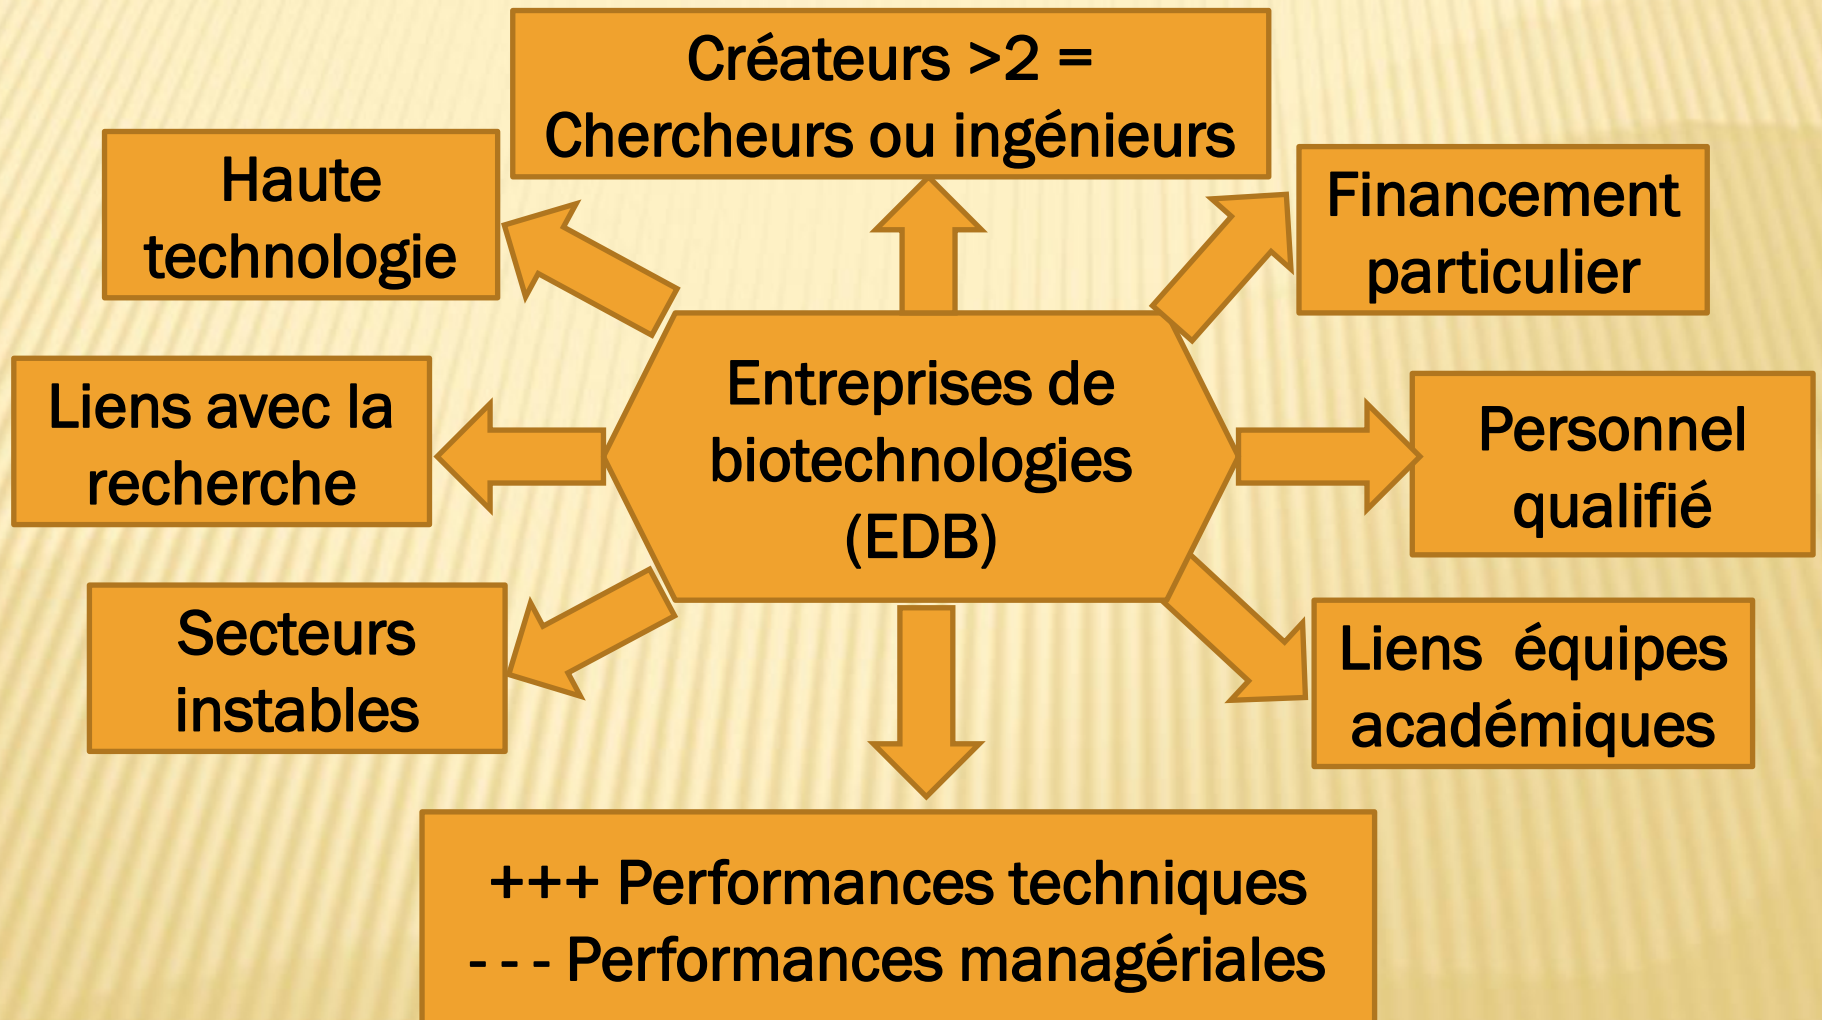 Créateurs >2 =
Chercheurs ou ingénieurs
Haute
technologie
Financement
particulier
Liens avec la
recherche
Entreprises de
biotechnologies
(EDB)
Personnel
qualifié
Secteurs
instables
Liens équipes
académiques
+++ Performances techniques
- - - Performances managériales